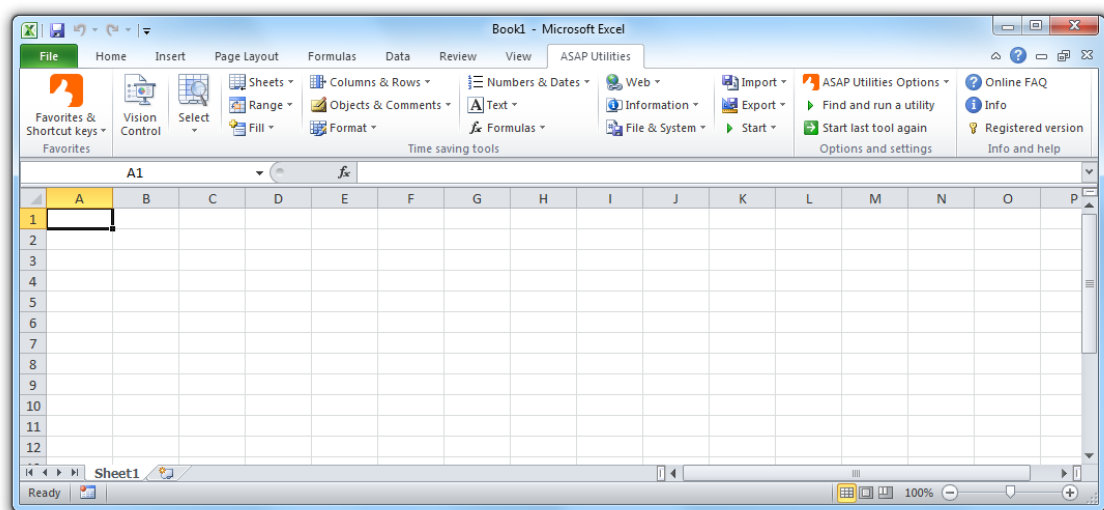 Book1 - Microsoft Excel
File Home Insert Page Layout Formulas Data Review View ASAP Utilities
Favorites & Shortcut keys
Vision Control
Select
Sheets
Range
Fill
Columns & Rows
Objects & Comments
Format
Numbers & Dates
Text
Formulas
Web
Information
File & System
Import
Export
Start
ASAP Utilities Options
Find and run a utility
Start last tool again
Online FAQ
Info
Registered version
Favorites Time saving tools Options and settings Info and help
A1 fx
A B C D E F G H I J K L M N O P
1
2
3
4
5
6
7
8
9
10
11
12
Sheet1
Ready 100%